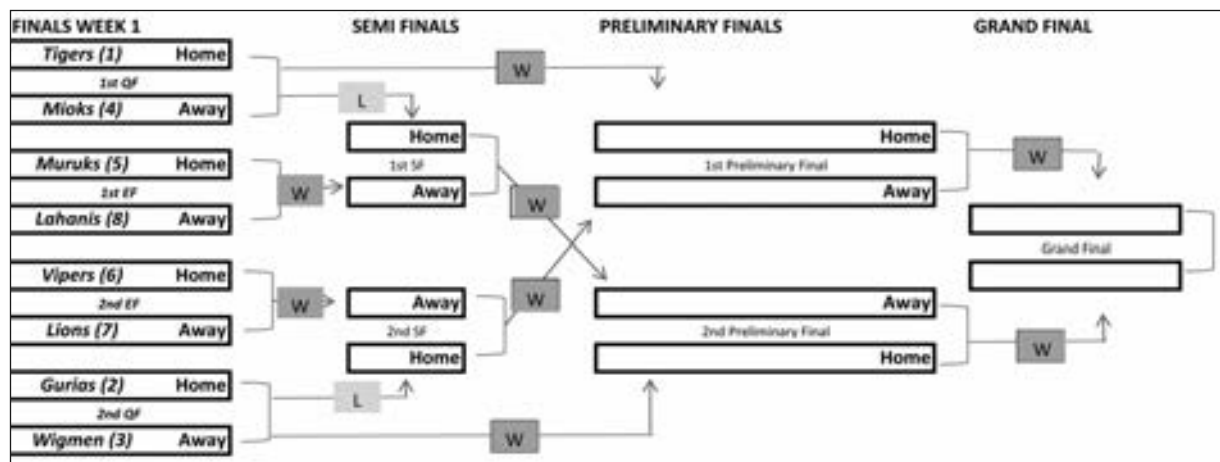 FINALS WEEK 1 SEMI FINALS PRELIMINARY FINALS GRAND FINAL
Tigers (1) Home
1st QF
W
Mioks (4) Away
L
Home Home
W
Muruks (5) Home
1st SF 1st Preliminary Final
1st EF
W
Away Away
W
Lahanis (8) Away
Grand Final
Vipers (6) Home
2nd EF
W
Away Away
W
Lions (7) Away
2nd SF 2nd Preliminary Final
W
Home Home
Gurias (2) Home
L
2nd QF
Wigmen (3) Away
W